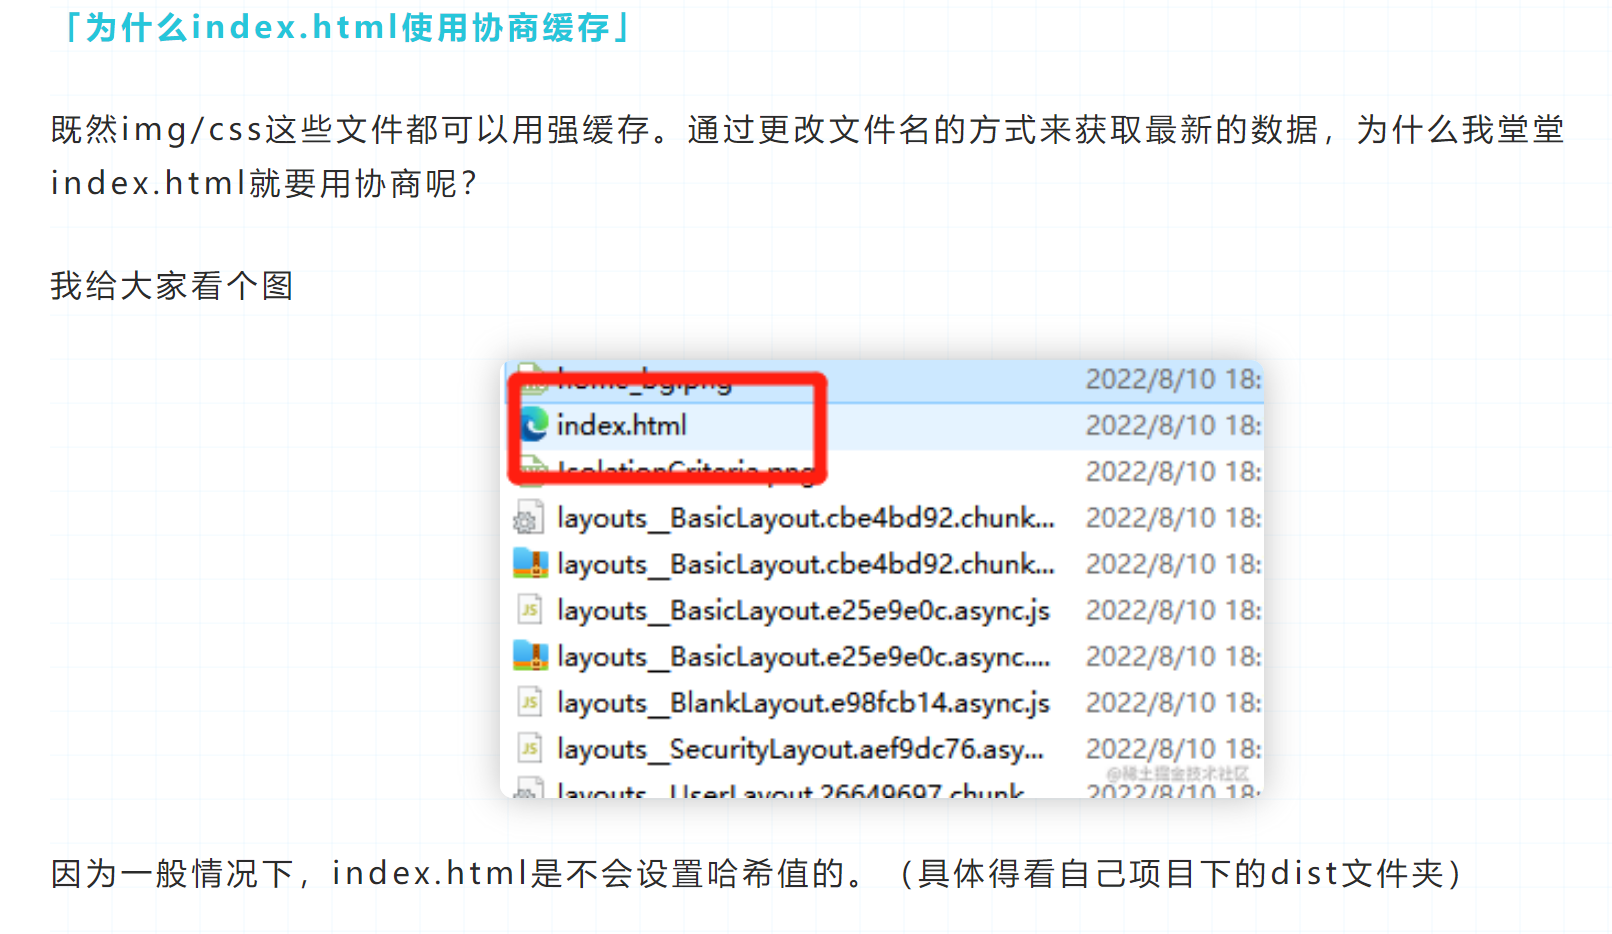 「为什么index.html使用协商缓存」
既然img/css这些文件都可以用强缓存。通过更改文件名的方式来获取最新的数据，为什么我堂堂
index.html就要用协商呢？
我给大家看个图
home_bg.png 2022/8/10 18:
index.html 2022/8/10 18:
IsolationCriteria.png 2022/8/10 18:
layouts__BasicLayout.cbe4bd92.chunk... 2022/8/10 18:
layouts__BasicLayout.cbe4bd92.chunk... 2022/8/10 18:
layouts__BasicLayout.e25e9e0c.async.js 2022/8/10 18:
layouts__BasicLayout.e25e9e0c.async.... 2022/8/10 18:
layouts__BlankLayout.e98fcb14.async.js 2022/8/10 18:
layouts__SecurityLayout.aef9dc76.asy... 2022/8/10 18:
@稀土掘金技术社区
layouts__UserLayout.26649697.chunk 2022/8/10 18:
因为一般情况下，index.html是不会设置哈希值的。（具体得看自己项目下的dist文件夹）